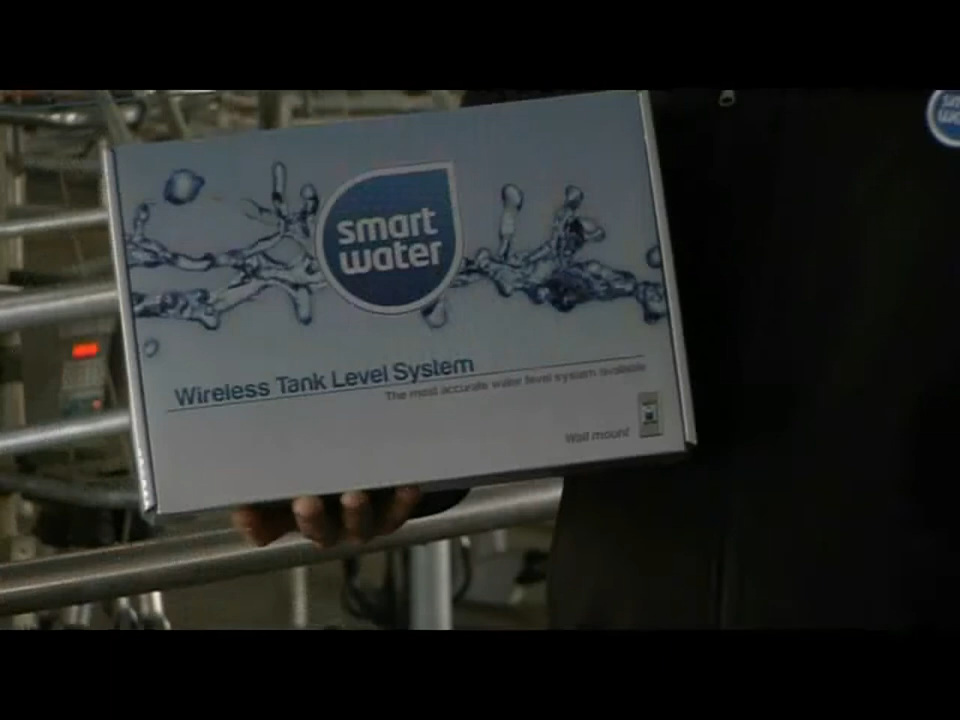 smart
water
Wireless Tank Level System
The most accurate water level system available
Wall mount